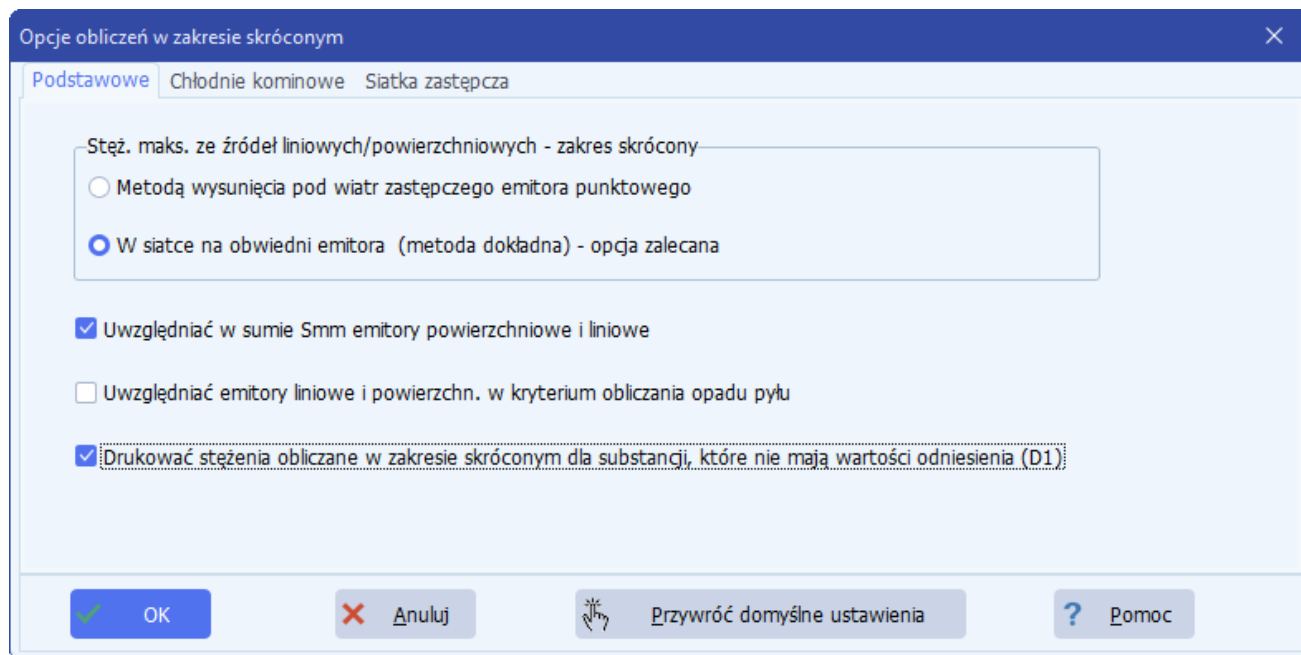 Opcje obliczeń w zakresie skróconym
Podstawowe Chłodnie kominowe Siatka zastępcza
Stęż. maks. ze źródeł liniowych/powierzchniowych - zakres skrócony
Metodą wysunięcia pod wiatr zastępczego emitora punktowego
W siatce na obwiedni emitora (metoda dokładna) - opcja zalecana
Uwzględniać w sumie Smm emitory powierzchniowe i liniowe
Uwzględniać emitory liniowe i powierzchn. w kryterium obliczania opadu pyłu
Drukować stężenia obliczane w zakresie skróconym dla substancji, które nie mają wartości odniesienia (D1)
OK Anuluj Przywróć domyślne ustawienia ? Pomoc